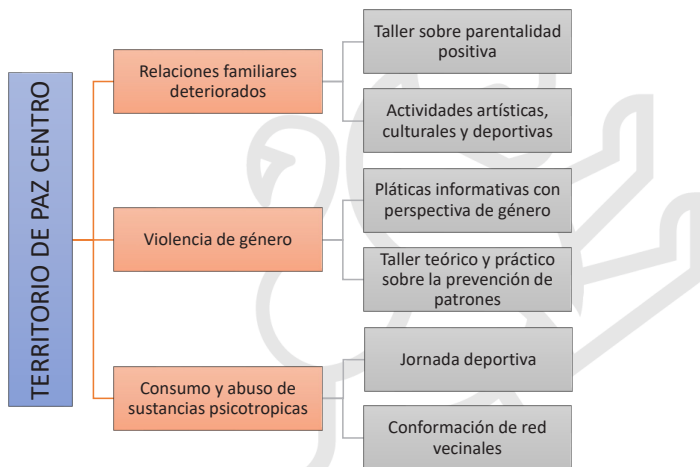 TERRITORIO DE PAZ CENTRO
Relaciones familiares
deteriorados
Taller sobre parentalidad
positiva
Actividades artísticas,
culturales y deportivas
Violencia de género
Pláticas informativas con
perspectiva de género
Taller teórico y práctico
sobre la prevención de
patrones
Consumo y abuso de
sustancias psicotropicas
Jornada deportiva
Conformación de red
vecinales